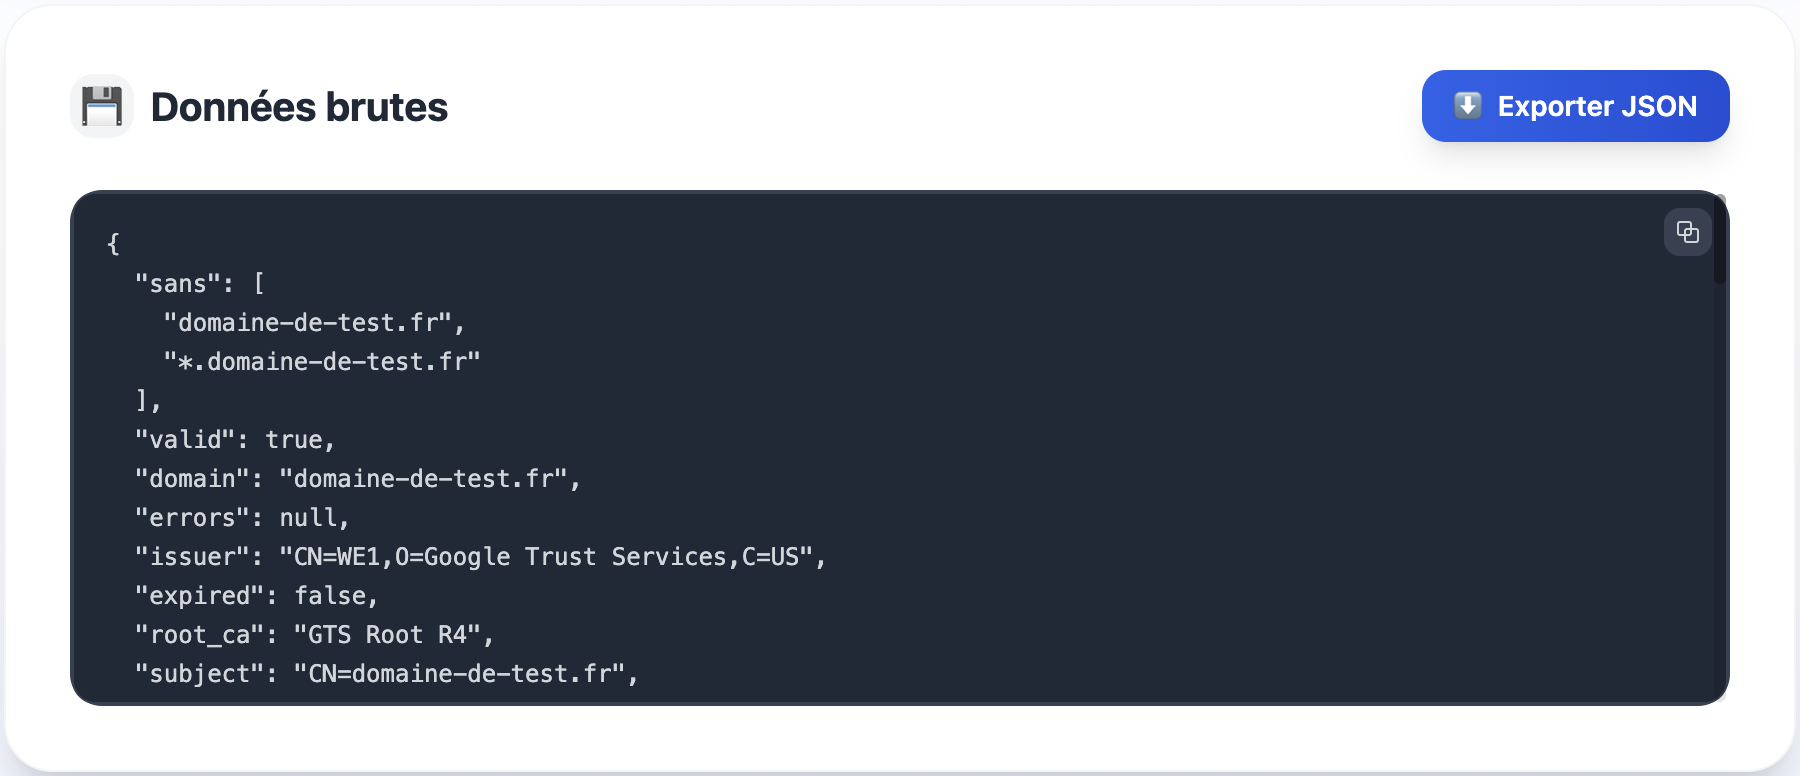 Données brutes
Exporter JSON
{
  "sans": [
    "domaine-de-test.fr",
    "*.domaine-de-test.fr"
  ],
  "valid": true,
  "domain": "domaine-de-test.fr",
  "errors": null,
  "issuer": "CN=WE1,O=Google Trust Services,C=US",
  "expired": false,
  "root_ca": "GTS Root R4",
  "subject": "CN=domaine-de-test.fr",